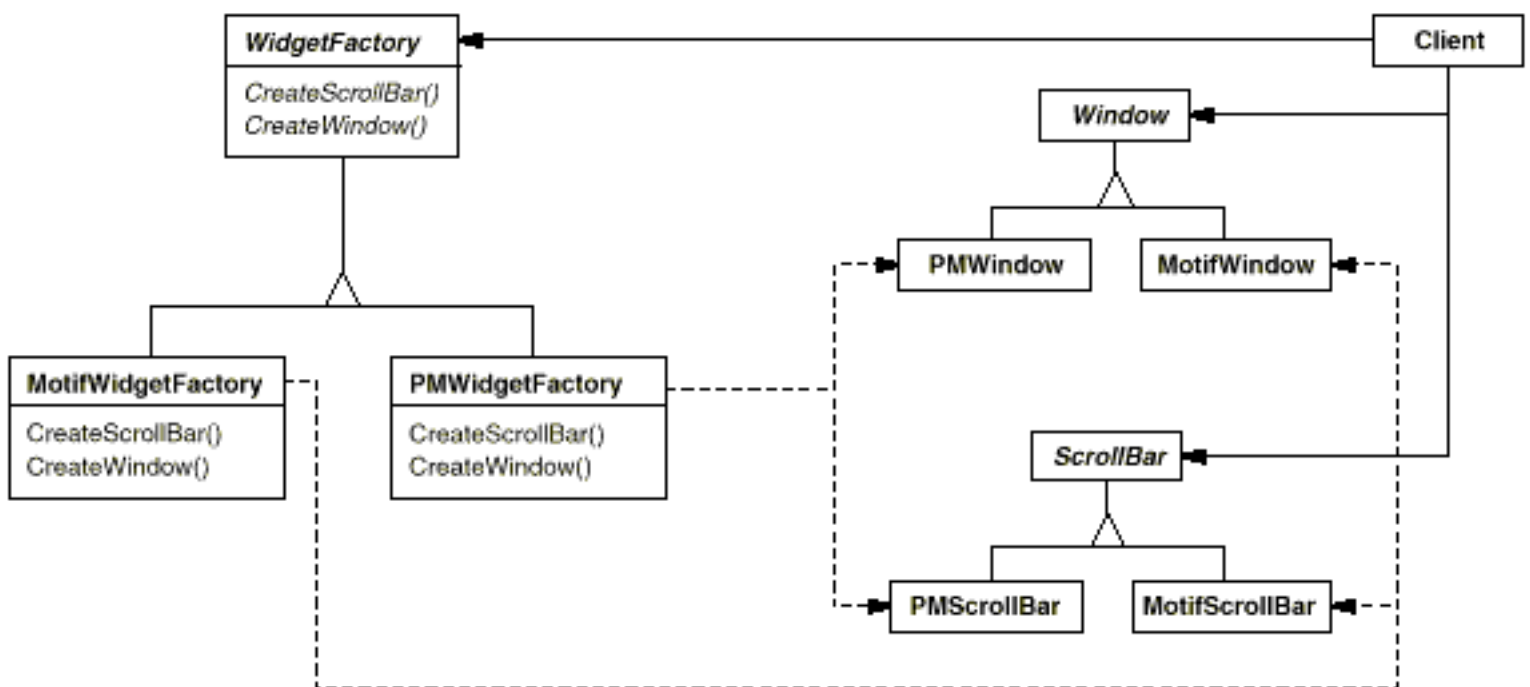 WidgetFactory
CreateScrollBar()
CreateWindow()
Client
Window
PMWindow
MotifWindow
MotifWidgetFactory
CreateScrollBar()
CreateWindow()
PMWidgetFactory
CreateScrollBar()
CreateWindow()
ScrollBar
PMScrollBar
MotifScrollBar